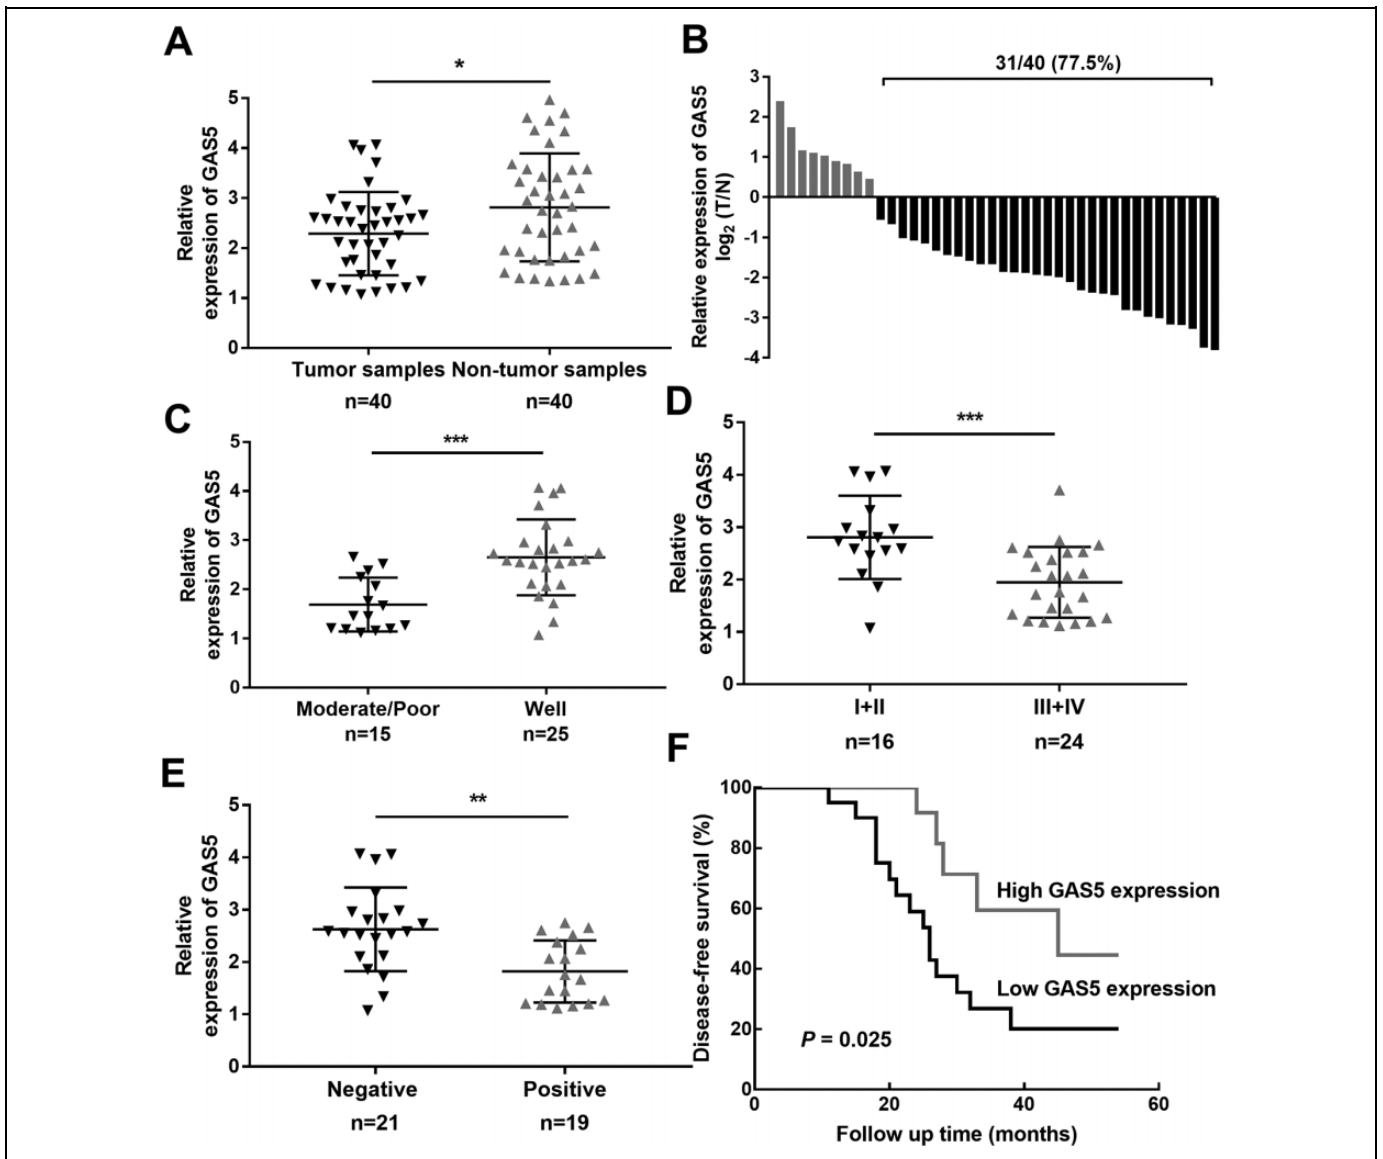 A
*
Relative
expression of GAS5
5
4
3
2
1
0
Tumor samples Non-tumor samples
n=40 n=40
B
31/40 (77.5%)
Relative expression of GAS5
log2 (T/N)
3
2
1
0
-1
-2
-3
-4
C
***
Relative
expression of GAS5
5
4
3
2
1
0
Moderate/Poor Well
n=15 n=25
D
***
Relative
expression of GAS5
5
4
3
2
1
0
I+II III+IV
n=16 n=24
E
**
Relative
expression of GAS5
5
4
3
2
1
0
Negative Positive
n=21 n=19
F
Disease-free survival (%)
100
80
60
40
20
0
High GAS5 expression
Low GAS5 expression
P = 0.025
0 20 40 60
Follow up time (months)